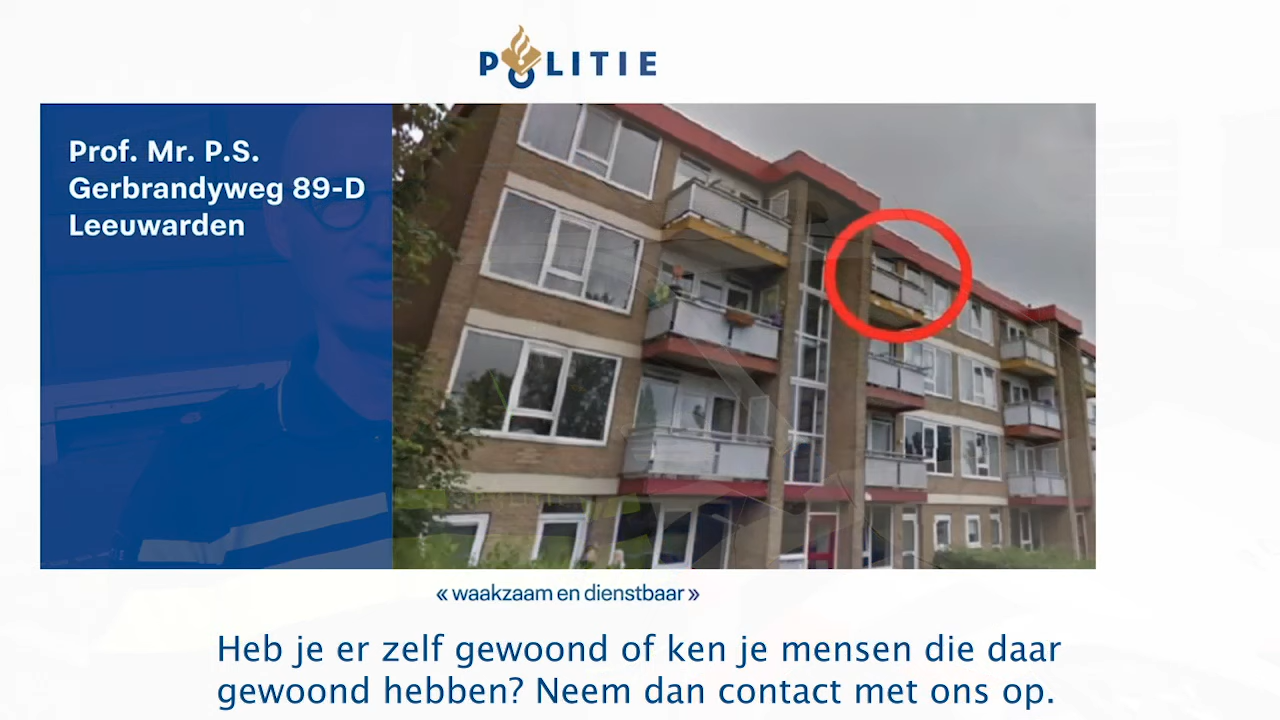 POLITIE
Prof. Mr. P.S.
Gerbrandyweg 89-D
Leeuwarden
« waakzaam en dienstbaar »
Heb je er zelf gewoond of ken je mensen die daar
gewoond hebben? Neem dan contact met ons op.